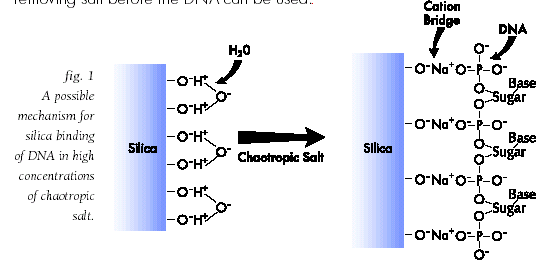 removing salt before the DNA can be used..
fig. 1
A possible
mechanism for
silica binding
of DNA in high
concentrations
of chaotropic
salt.
Silica
H₂0
O⁻H⁺
O⁻
O⁻H⁺
O⁻H⁺
O⁻
O⁻H⁺
O⁻H⁺
O⁻
O⁻H⁺
Chaotropic Salt
Silica
Cation
Bridge
DNA
O⁻
O⁻Na⁺O⁻P O⁻
O
Base
O Sugar
O⁻Na⁺O⁻P O⁻
O
Base
O Sugar
O⁻Na⁺O⁻P O⁻
O
Base
O Sugar
O⁻Na⁺O⁻P O⁻
O⁻